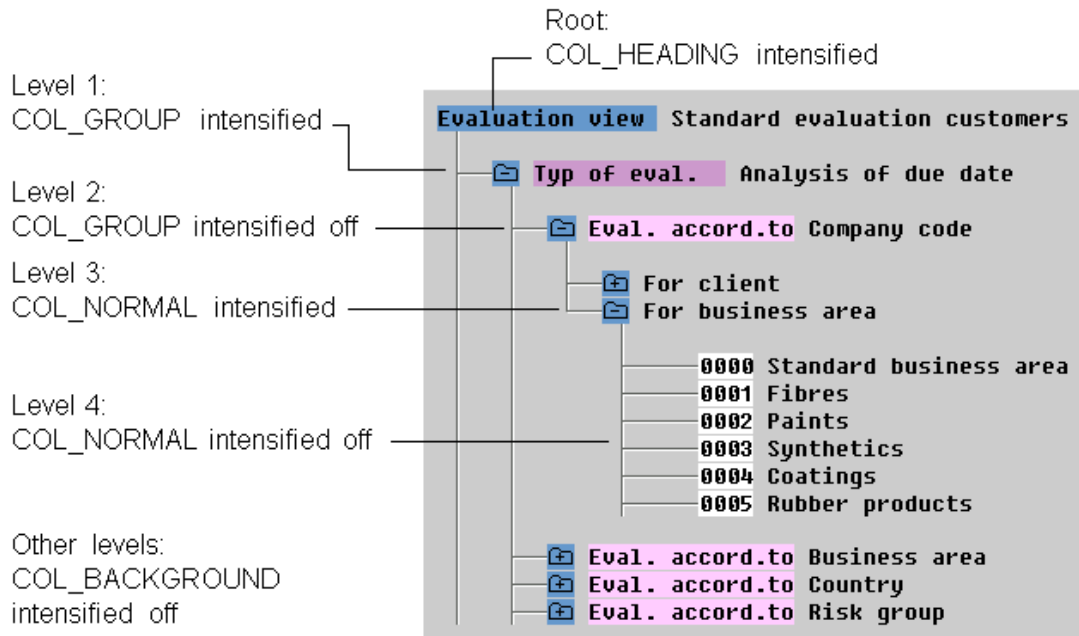 Root:
COL_HEADING intensified
Level 1:
COL_GROUP intensified
Evaluation view Standard evaluation customers
Typ of eval. Analysis of due date
Level 2:
COL_GROUP intensified off
Eval. accord.to Company code
Level 3:
COL_NORMAL intensified
For client
For business area
0000 Standard business area
0001 Fibres
Level 4:
COL_NORMAL intensified off
0002 Paints
0003 Synthetics
0004 Coatings
0005 Rubber products
Other levels:
COL_BACKGROUND
intensified off
Eval. accord.to Business area
Eval. accord.to Country
Eval. accord.to Risk group